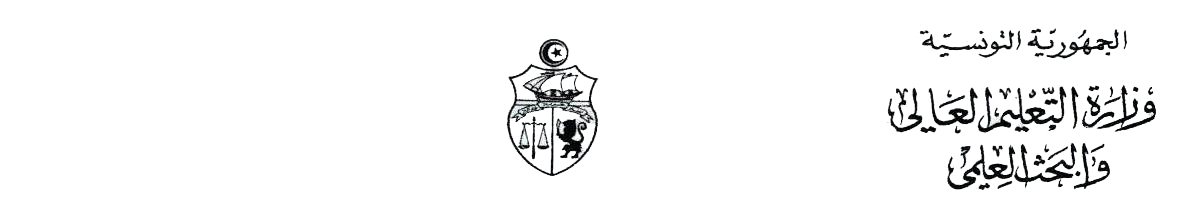 الجمهورية التونسية
وزارة التعليم العالي
والبحث العلمي